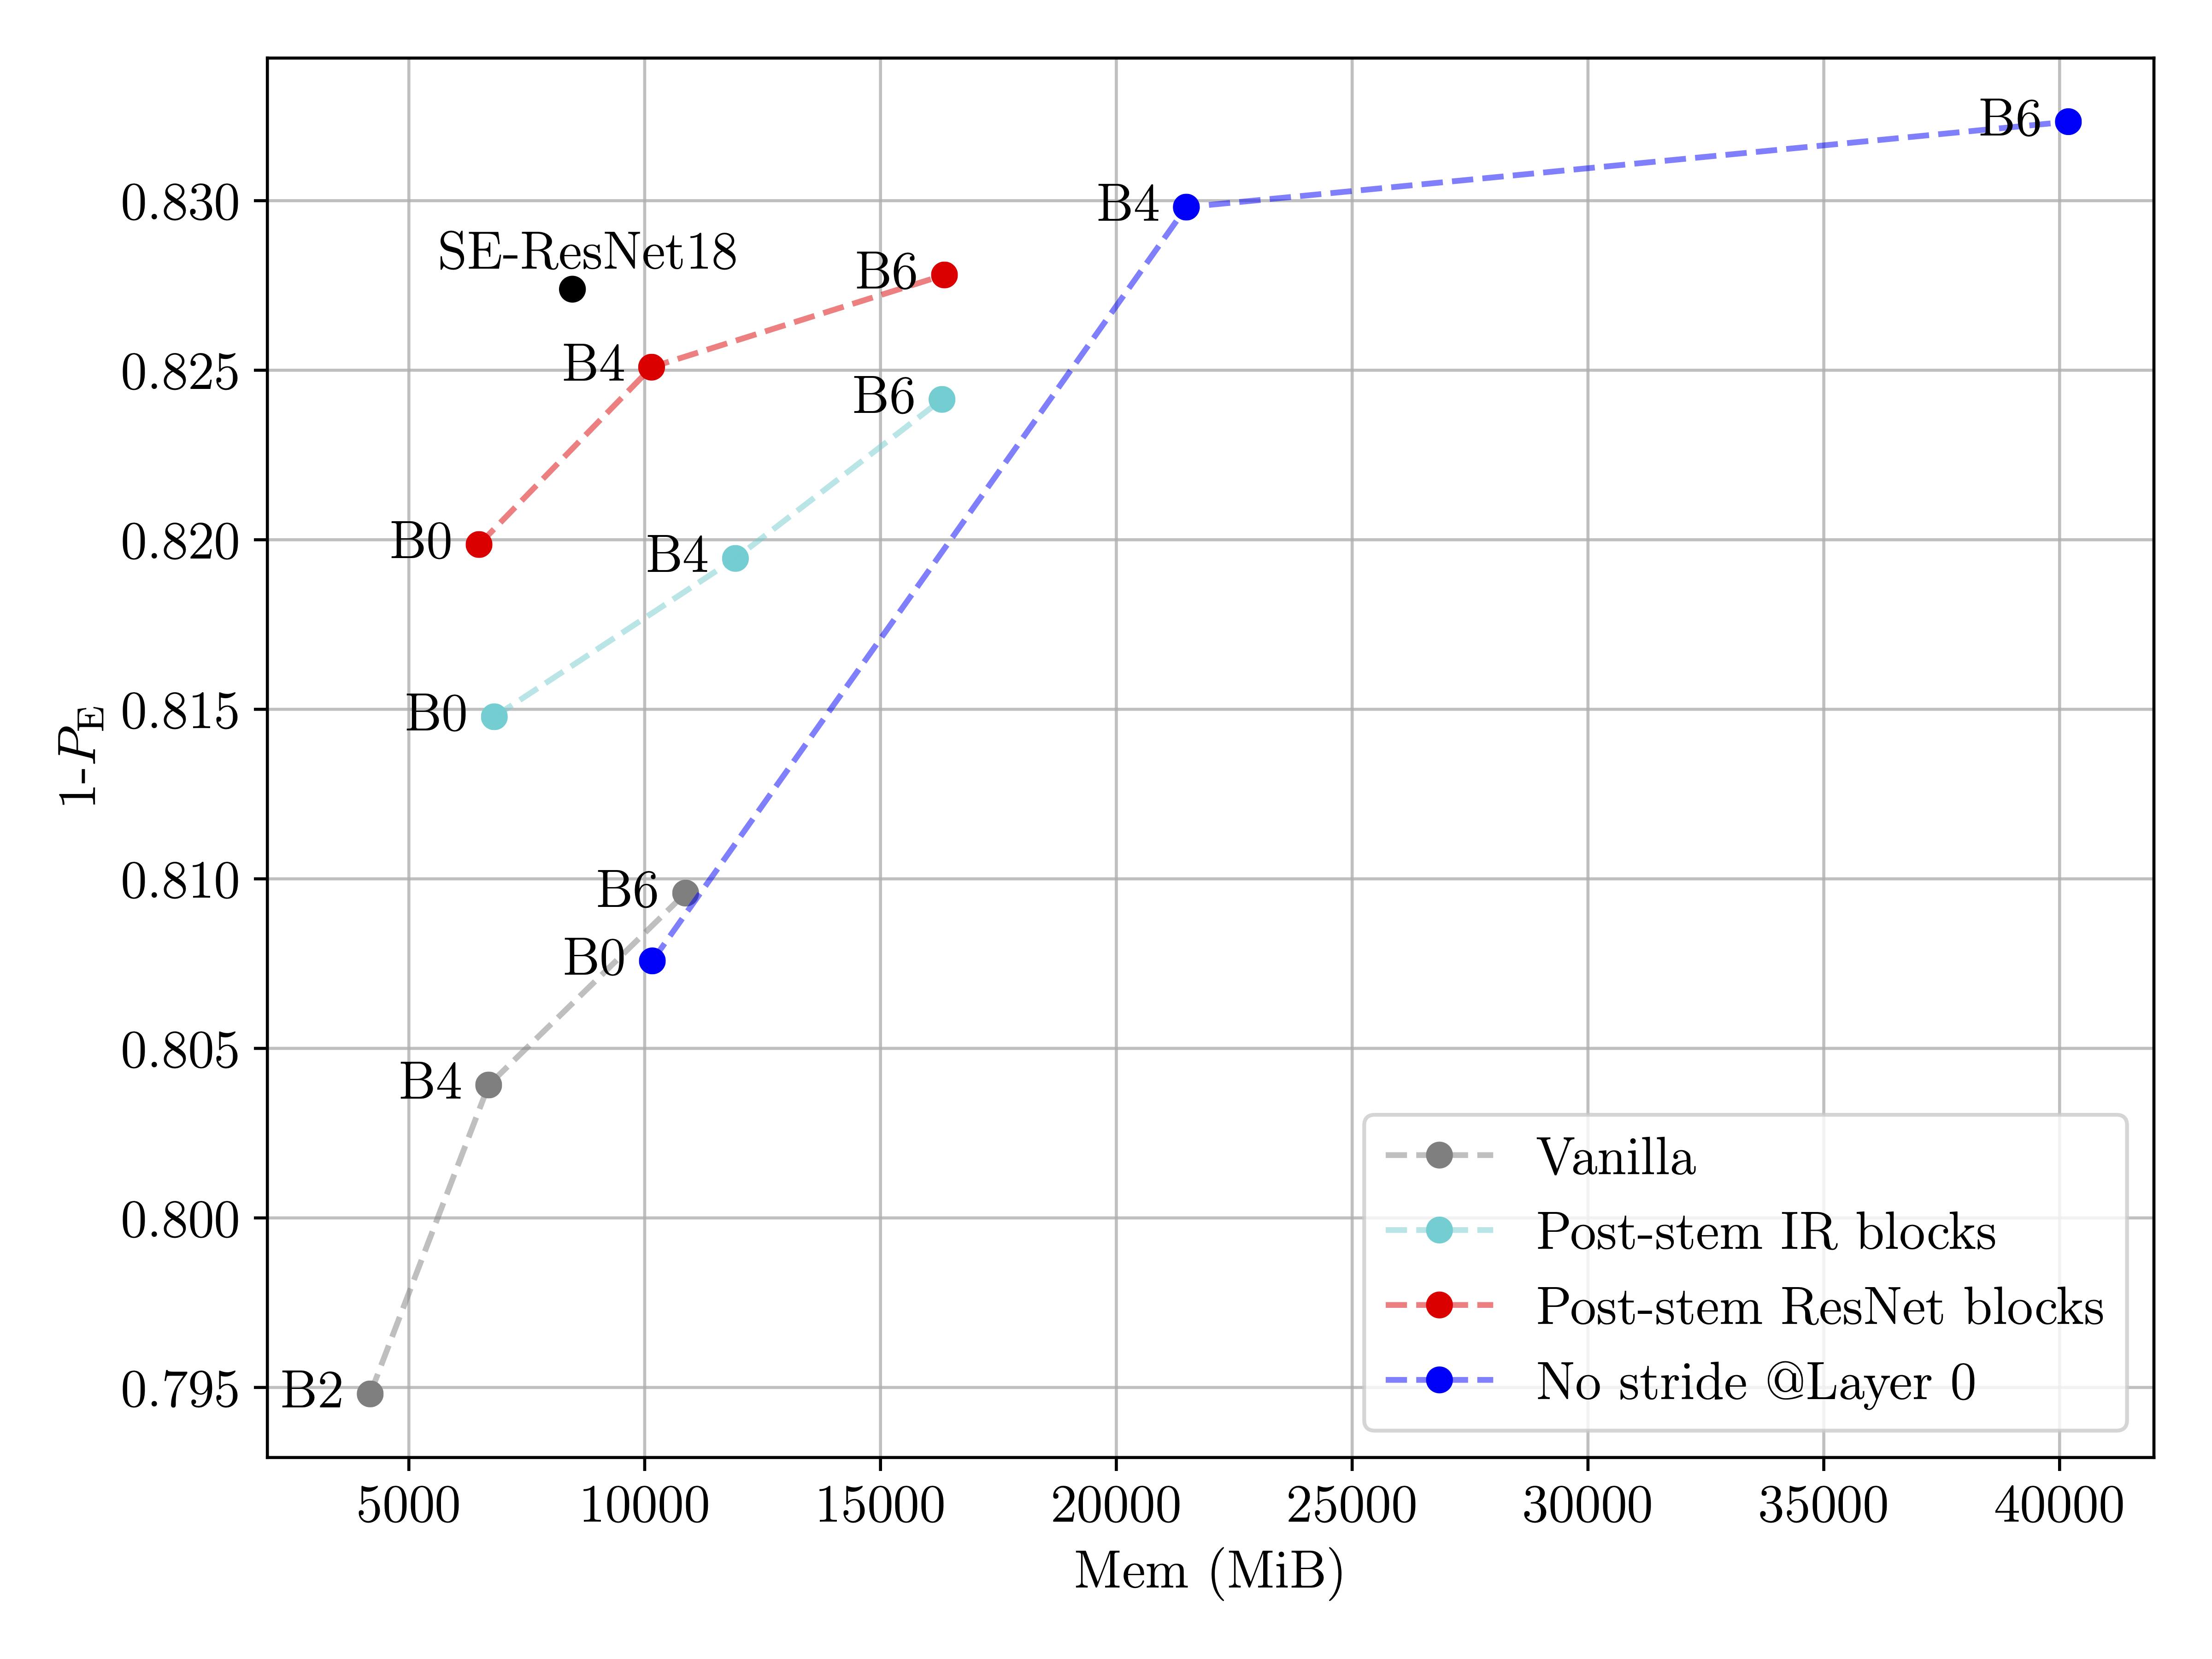 B6
0.830
B4
SE-ResNet18
B6
B4
0.825
B6
B0
0.820
B4
B0
0.815
1-P_E
0.810
B6
B0
0.805
B4
Vanilla
0.800
Post-stem IR blocks
Post-stem ResNet blocks
0.795
B2
No stride @Layer 0
5000 10000 15000 20000 25000 30000 35000 40000
Mem (MiB)